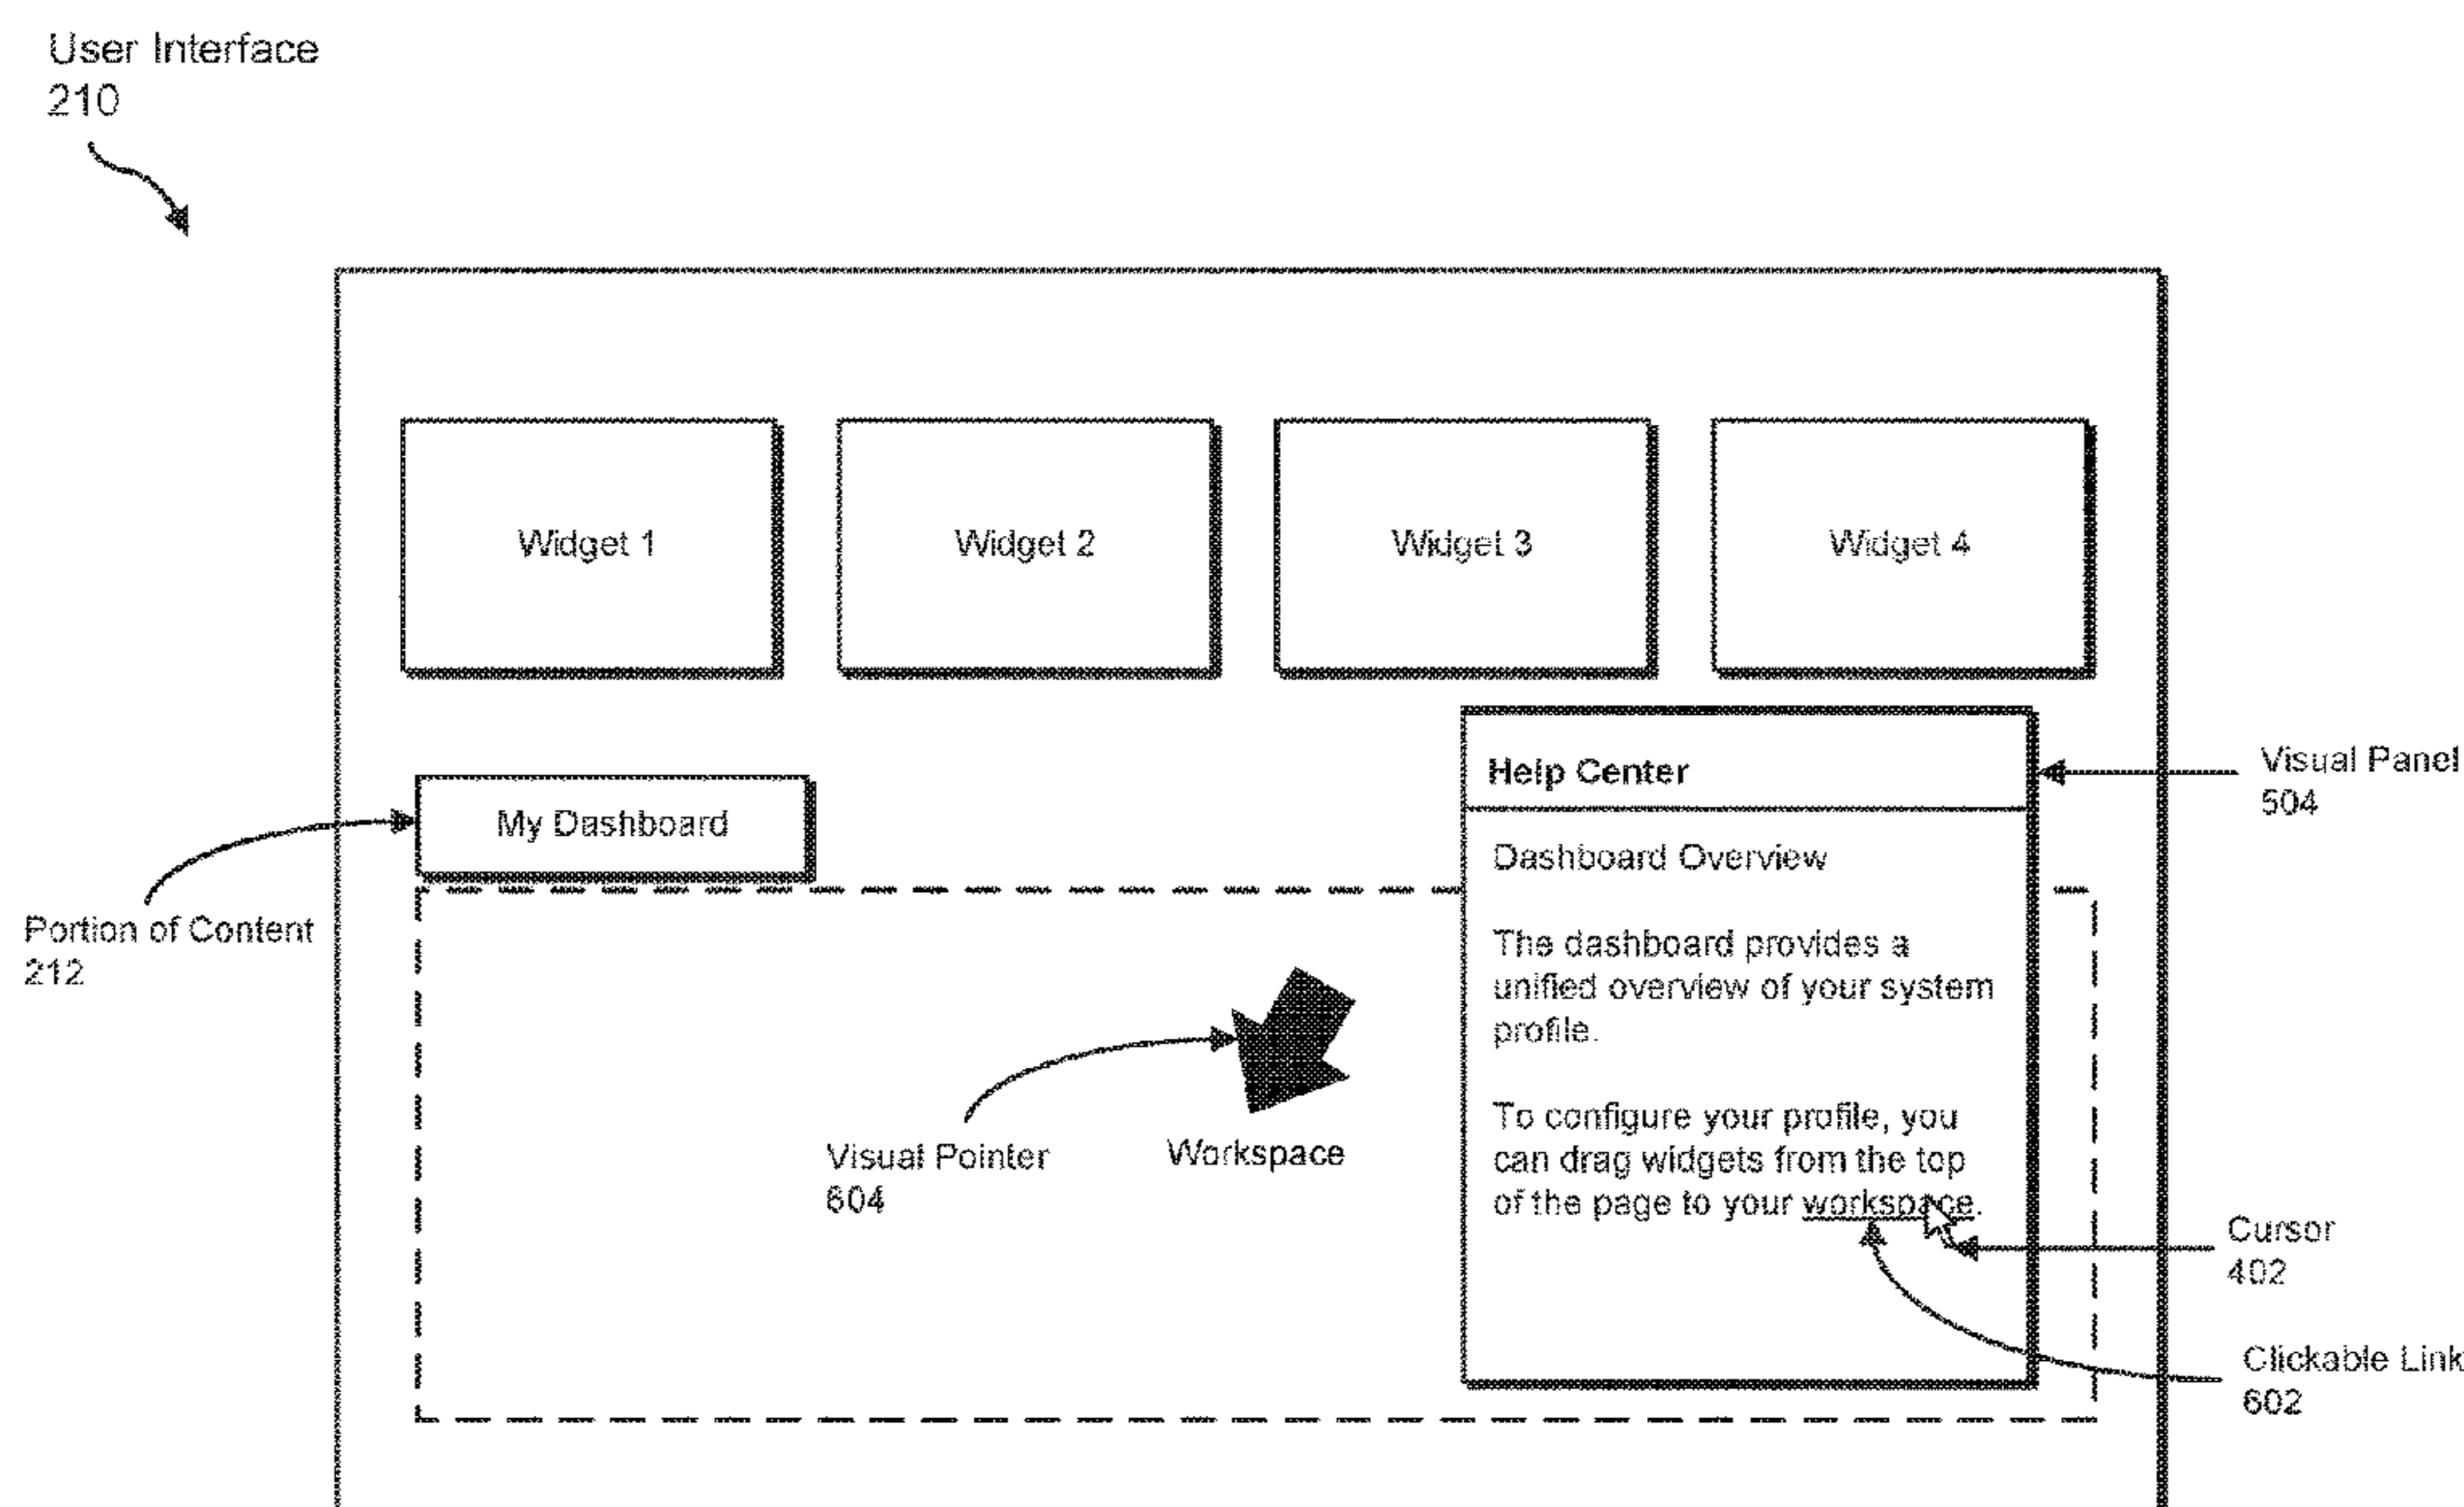 User Interface
210
Widget 1
Widget 2
Widget 3
Widget 4
Help Center
Visual Panel
504
My Dashboard
Dashboard Overview
Portion of Content
212
The dashboard provides a
unified overview of your system
profile.
Visual Pointer
604
Workspace
To configure your profile, you
can drag widgets from the top
of the page to your workspace.
Cursor
402
Clickable Link
602